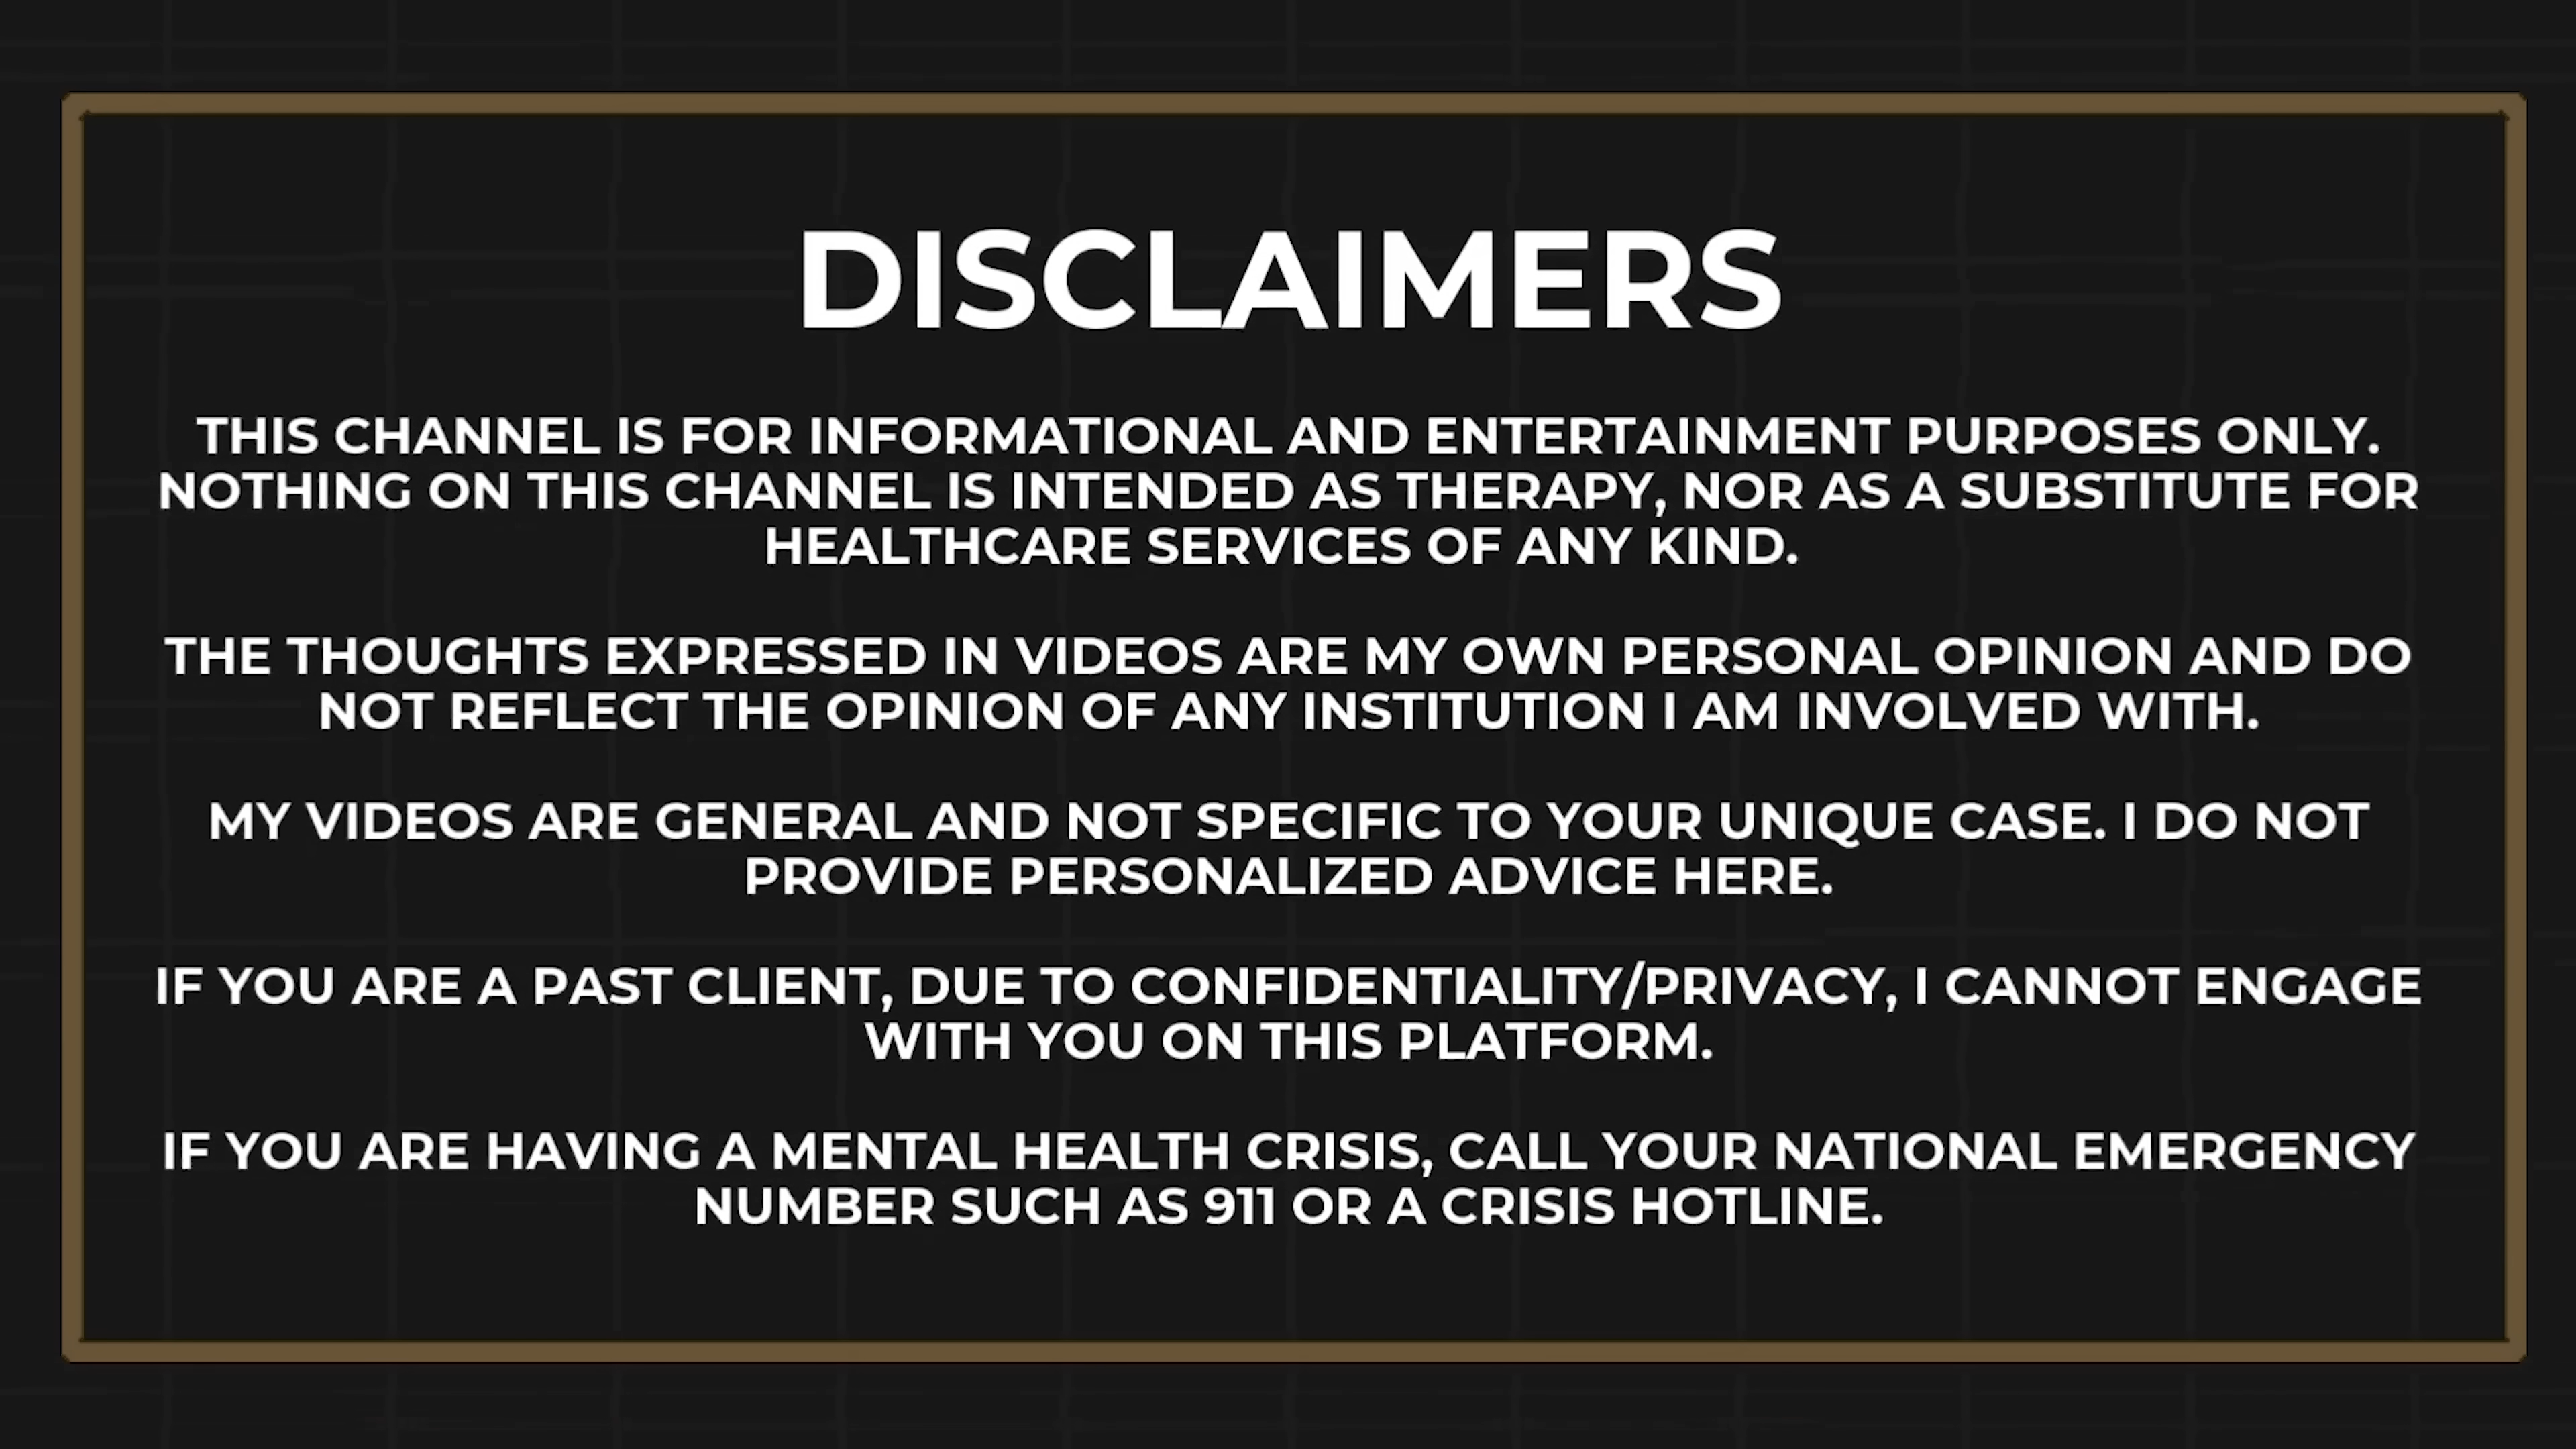 DISCLAIMERS
THIS CHANNEL IS FOR INFORMATIONAL AND ENTERTAINMENT PURPOSES ONLY.
NOTHING ON THIS CHANNEL IS INTENDED AS THERAPY, NOR AS A SUBSTITUTE FOR
HEALTHCARE SERVICES OF ANY KIND.
THE THOUGHTS EXPRESSED IN VIDEOS ARE MY OWN PERSONAL OPINION AND DO
NOT REFLECT THE OPINION OF ANY INSTITUTION I AM INVOLVED WITH.
MY VIDEOS ARE GENERAL AND NOT SPECIFIC TO YOUR UNIQUE CASE. I DO NOT
PROVIDE PERSONALIZED ADVICE HERE.
IF YOU ARE A PAST CLIENT, DUE TO CONFIDENTIALITY/PRIVACY, I CANNOT ENGAGE
WITH YOU ON THIS PLATFORM.
IF YOU ARE HAVING A MENTAL HEALTH CRISIS, CALL YOUR NATIONAL EMERGENCY
NUMBER SUCH AS 911 OR A CRISIS HOTLINE.